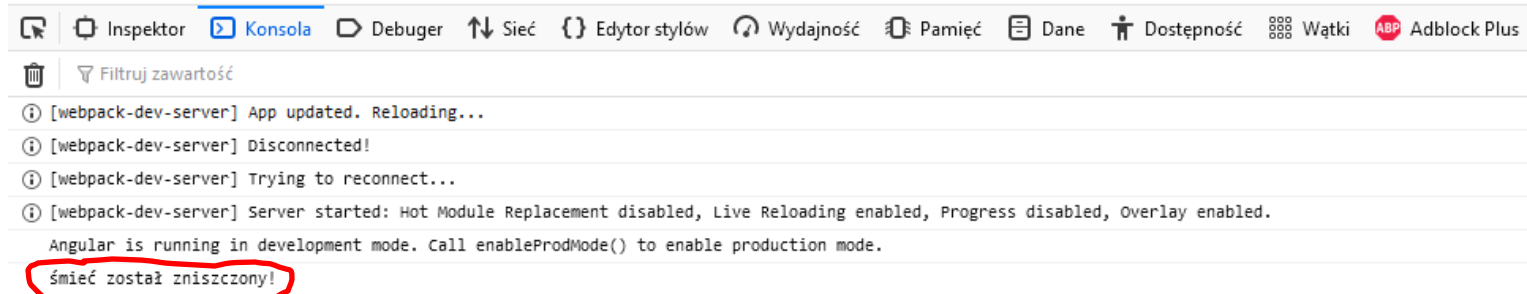 Inspektor Konsola Debuger Sieć {} Edytor stylów Wydajność Pamięć Dane Dostępność Wątki ABP Adblock Plus
Filtruj zawartość
[webpack-dev-server] App updated. Reloading...
[webpack-dev-server] Disconnected!
[webpack-dev-server] Trying to reconnect...
[webpack-dev-server] Server started: Hot Module Replacement disabled, Live Reloading enabled, Progress disabled, Overlay enabled.
Angular is running in development mode. Call enableProdMode() to enable production mode.
śmieć został zniszczony!